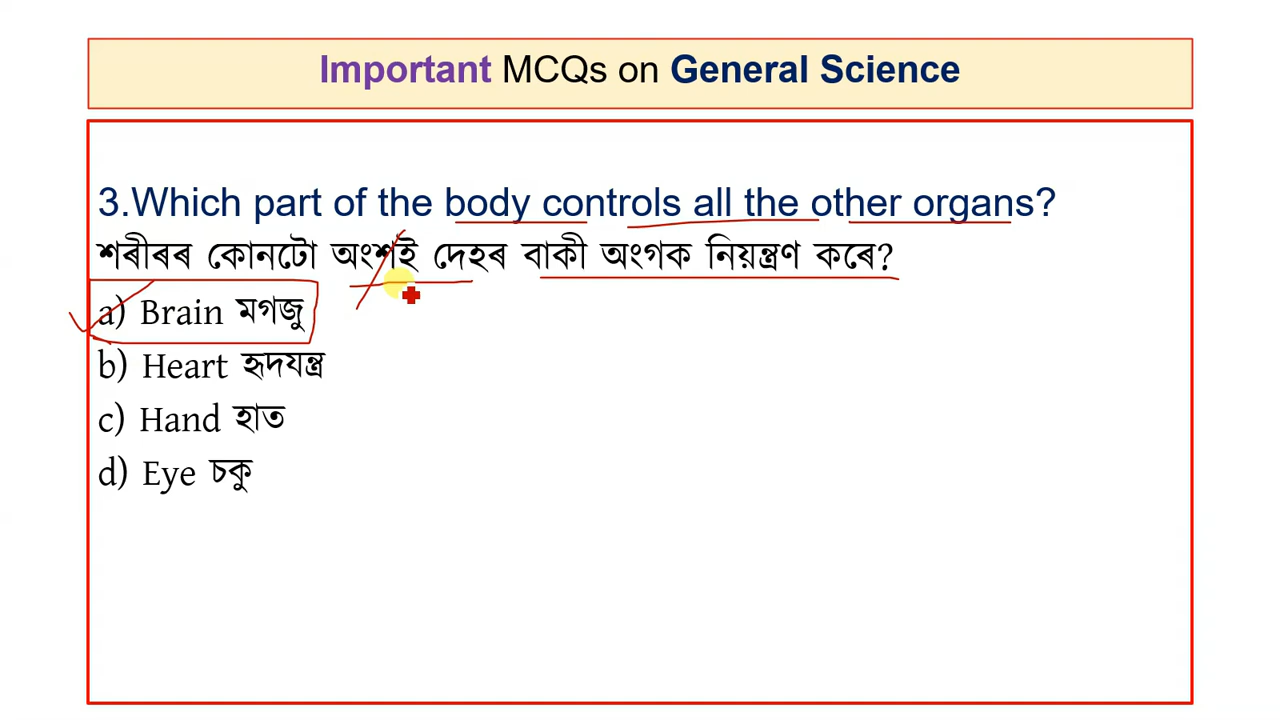 Important MCQs on General Science
3.Which part of the body controls all the other organs?
শৰীৰৰ কোনটো অংশই দেহৰ বাকী অংগক নিয়ন্ত্ৰণ কৰে?
a) Brain মগজু
b) Heart হৃদযন্ত্ৰ
c) Hand হাত
d) Eye চকু